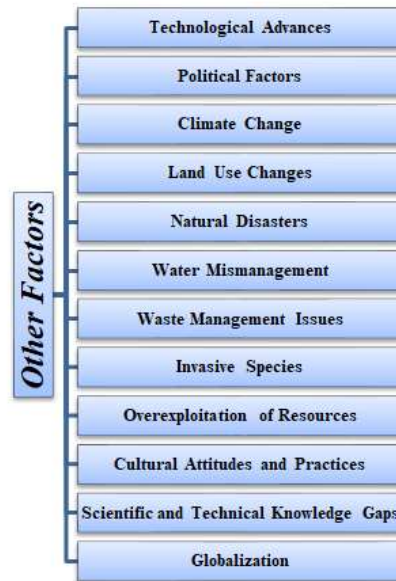 Other Factors
Technological Advances
Political Factors
Climate Change
Land Use Changes
Natural Disasters
Water Mismanagement
Waste Management Issues
Invasive Species
Overexploitation of Resources
Cultural Attitudes and Practices
Scientific and Technical Knowledge Gaps
Globalization